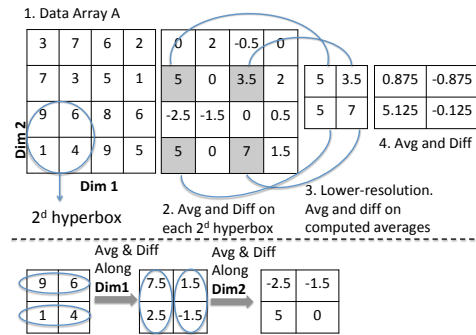 1. Data Array A
3 7 6 2
7 3 5 1
9 6 8 6
1 4 9 5
Dim 2
Dim 1
2ᵈ hyperbox
0 2 -0.5 0
5 0 3.5 2
-2.5 -1.5 0 0.5
5 0 7 1.5
2. Avg and Diff on
each 2ᵈ hyperbox
5 3.5
5 7
3. Lower-resolution.
Avg and diff on
computed averages
0.875 -0.875
5.125 -0.125
4. Avg and Diff
9 6
1 4
Avg & Diff
Along
Dim1
7.5 1.5
2.5 -1.5
Avg & Diff
Along
Dim2
-2.5 -1.5
5 0